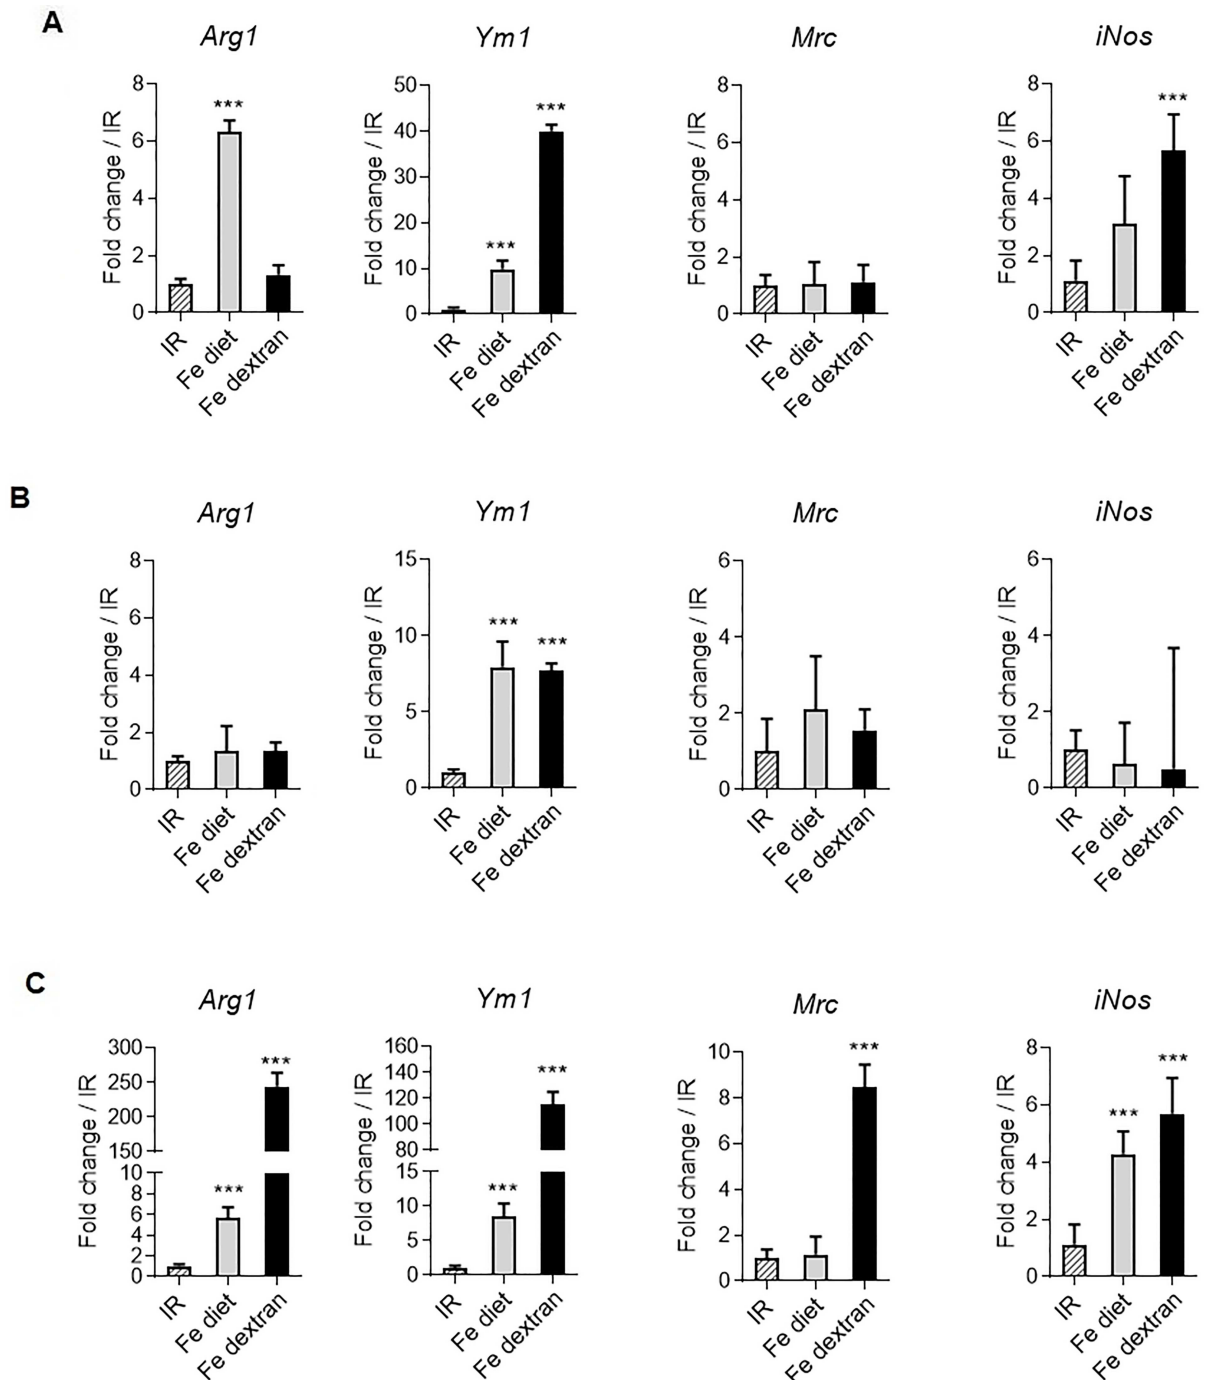 A
Arg1
Ym1
Mrc
iNos
Fold change / IR
8
6
4
2
0
***
IR
Fe diet
Fe dextran
Fold change / IR
50
40
30
20
10
0
***
***
IR
Fe diet
Fe dextran
Fold change / IR
8
6
4
2
0
IR
Fe diet
Fe dextran
Fold change / IR
8
6
4
2
0
***
IR
Fe diet
Fe dextran
B
Arg1
Ym1
Mrc
iNos
Fold change / IR
8
6
4
2
0
IR
Fe diet
Fe dextran
Fold change / IR
15
10
5
0
***
***
IR
Fe diet
Fe dextran
Fold change / IR
6
4
2
0
IR
Fe diet
Fe dextran
Fold change / IR
6
4
2
0
IR
Fe diet
Fe dextran
C
Arg1
Ym1
Mrc
iNos
Fold change / IR
300
250
200
150
10
8
6
4
2
0
***
***
IR
Fe diet
Fe dextran
Fold change / IR
160
140
120
100
80
15
10
5
0
***
***
IR
Fe diet
Fe dextran
Fold change / IR
10
8
6
4
2
0
***
IR
Fe diet
Fe dextran
Fold change / IR
8
6
4
2
0
***
***
IR
Fe diet
Fe dextran